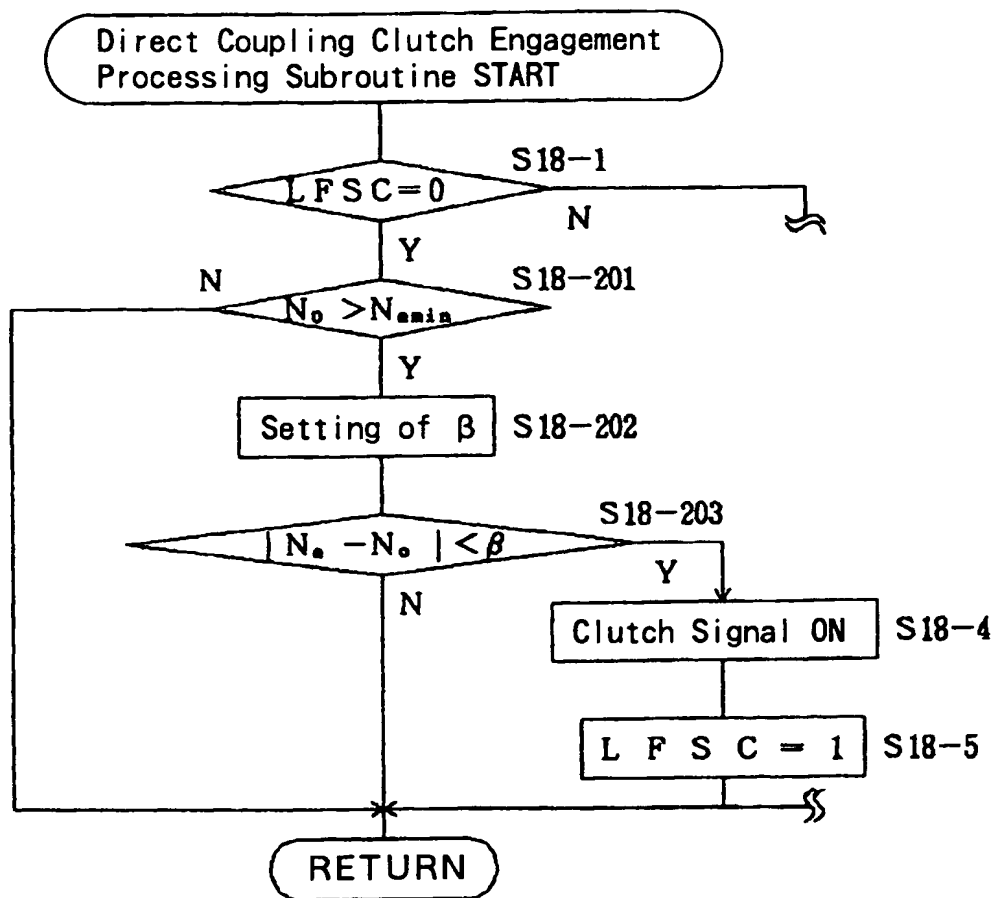 Direct Coupling Clutch Engagement
Processing Subroutine START
S18-1
LFSC=0
N
Y
S18-201
N
N₀ >Nₑmin
Y
Setting of β
S18-202
S18-203
| Nₑ -Nₒ | <β
Y
N
Clutch Signal ON
S18-4
L F S C = 1
S18-5
RETURN